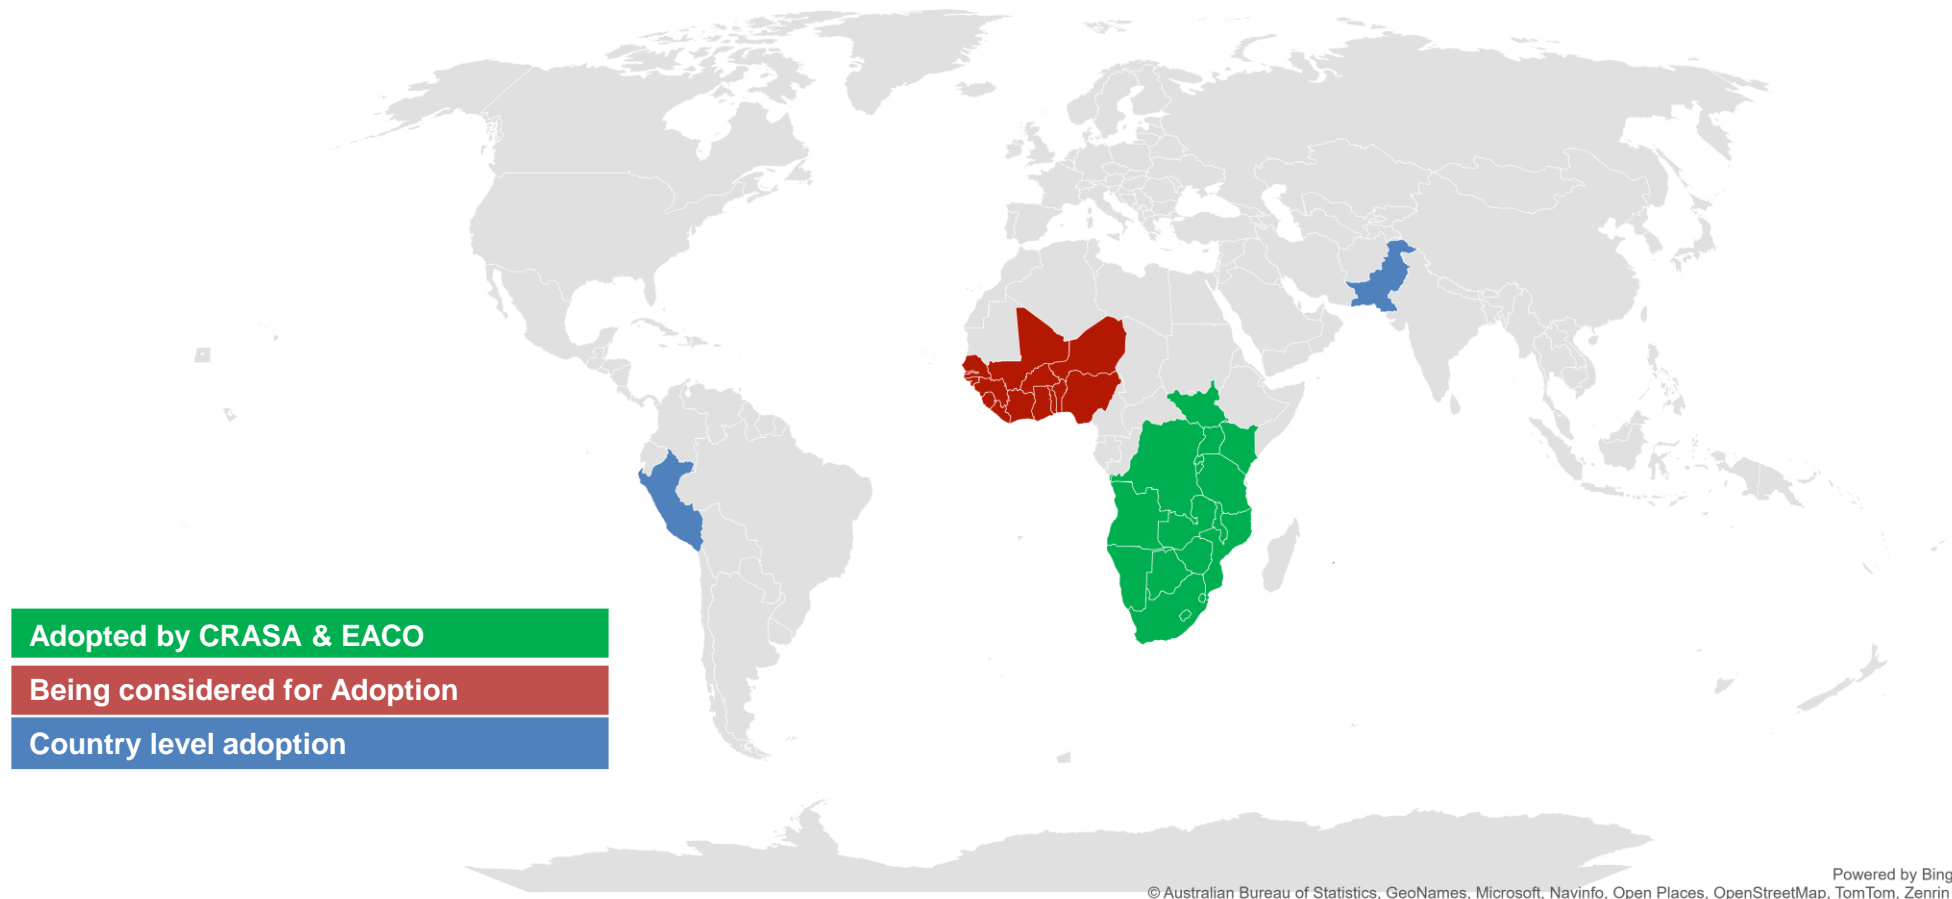 Adopted by CRASA & EACO
Being considered for Adoption
Country level adoption
Powered by Bing
© Australian Bureau of Statistics, GeoNames, Microsoft, Navinfo, Open Places, OpenStreetMap, TomTom, Zenrin